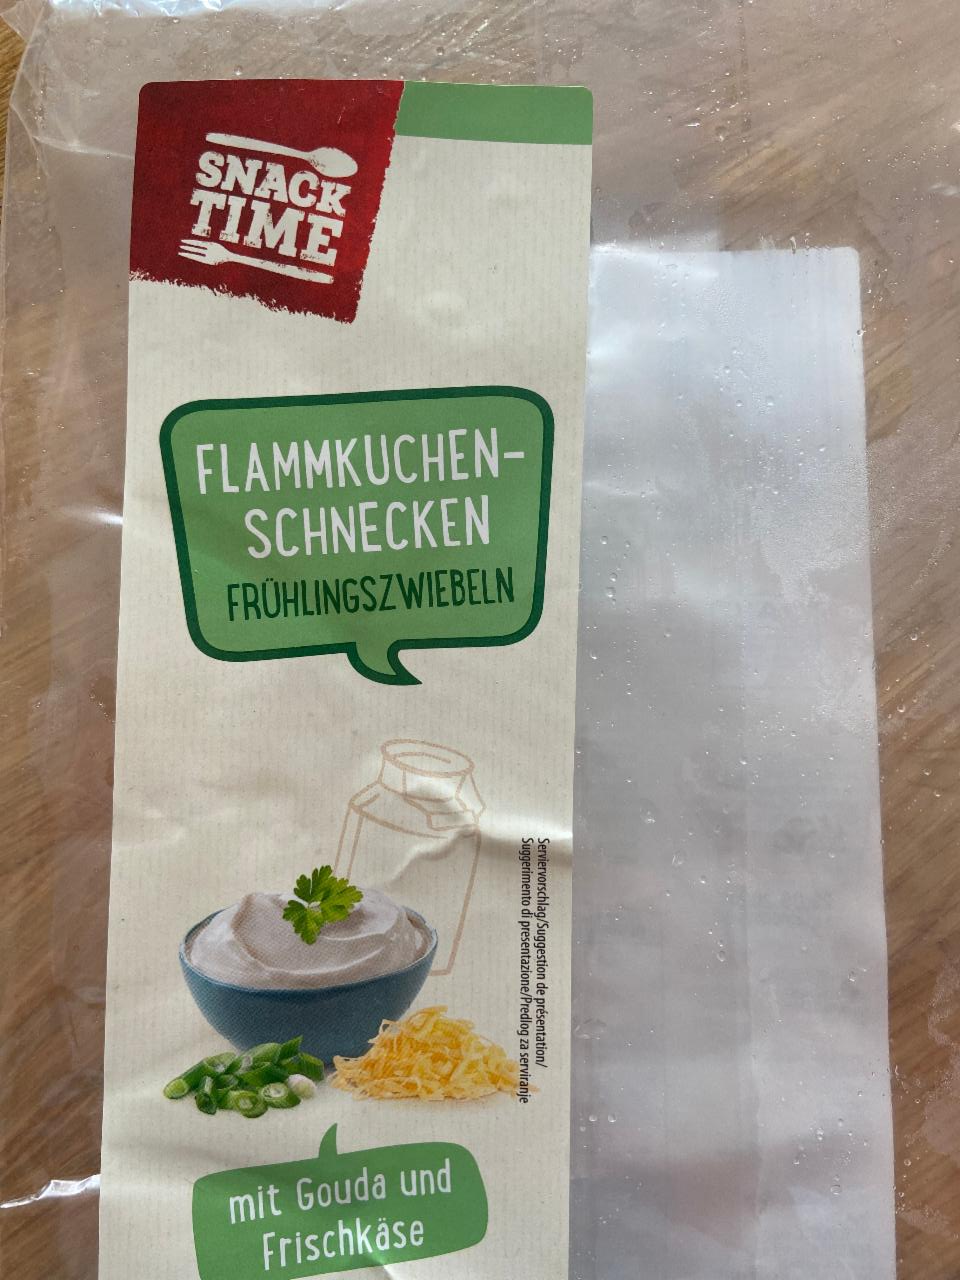 SNACK
TIME
FLAMMKUCHEN-
SCHNECKEN
FRÜHLINGSZWIEBELN
Serviervorschlag/Suggestion de présentation/
Suggerimento di presentazione/Predlog za serviranje
mit Gouda und
Frischkäse